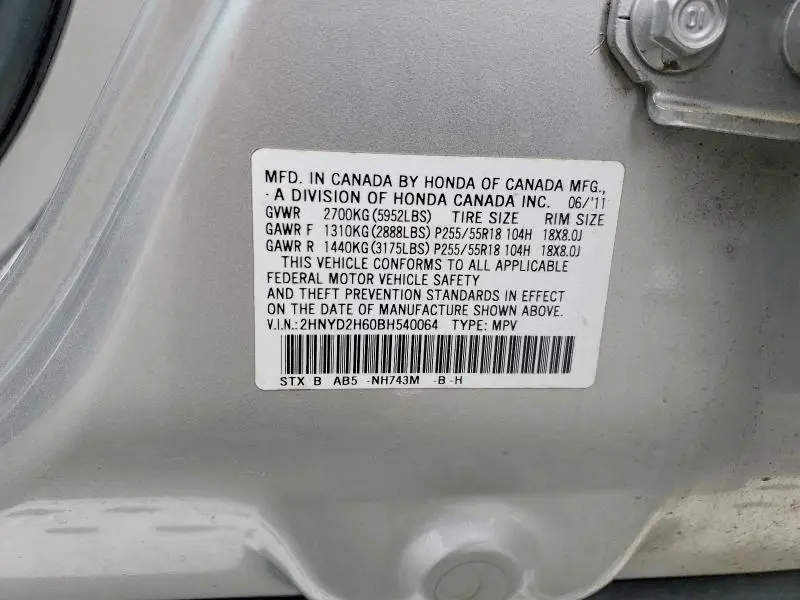 MFD. IN CANADA BY HONDA OF CANADA MFG.,
A DIVISION OF HONDA CANADA INC. 06/'11
GVWR 2700KG(5952LBS) TIRE SIZE RIM SIZE
GAWR F 1310KG(2888LBS) P255/55R18 104H 18X8.0J
GAWR R 1440KG(3175LBS) P255/55R18 104H 18X8.0J
THIS VEHICLE CONFORMS TO ALL APPLICABLE
FEDERAL MOTOR VEHICLE SAFETY
AND THEFT PREVENTION STANDARDS IN EFFECT
ON THE DATE OF MANUFACTURE SHOWN ABOVE.
V.I.N.:2HNYD2H60BH540064 TYPE: MPV
STX B AB5 -NH743M -B -H